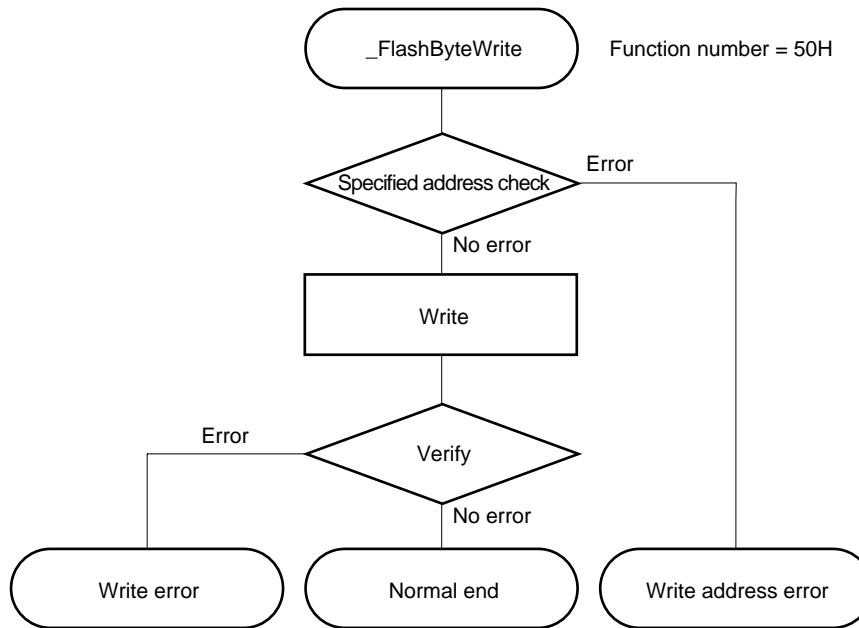 _FlashByteWrite
Function number = 50H
Specified address check
Error
No error
Write
Error
Verify
No error
Write error
Normal end
Write address error